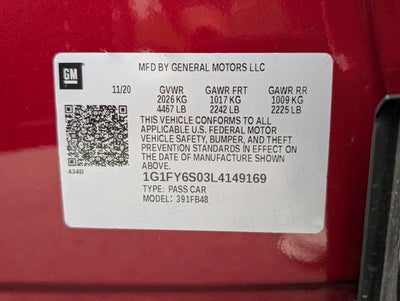 GM
MFD BY GENERAL MOTORS LLC
11/20 GVWR GAWR FRT GAWR RR
2026 KG 1017 KG 1009 KG
4467 LB 2242 LB 2225 LB
THIS VEHICLE CONFORMS TO ALL
APPLICABLE U.S. FEDERAL MOTOR
VEHICLE SAFETY, BUMPER, AND THEFT
PREVENTION STANDARDS IN EFFECT ON
THE DATE OF MANUFACTURE SHOWN
ABOVE.
434B
1G1FY6S03L4149169
TYPE: PASS CAR
MODEL: 391FB48